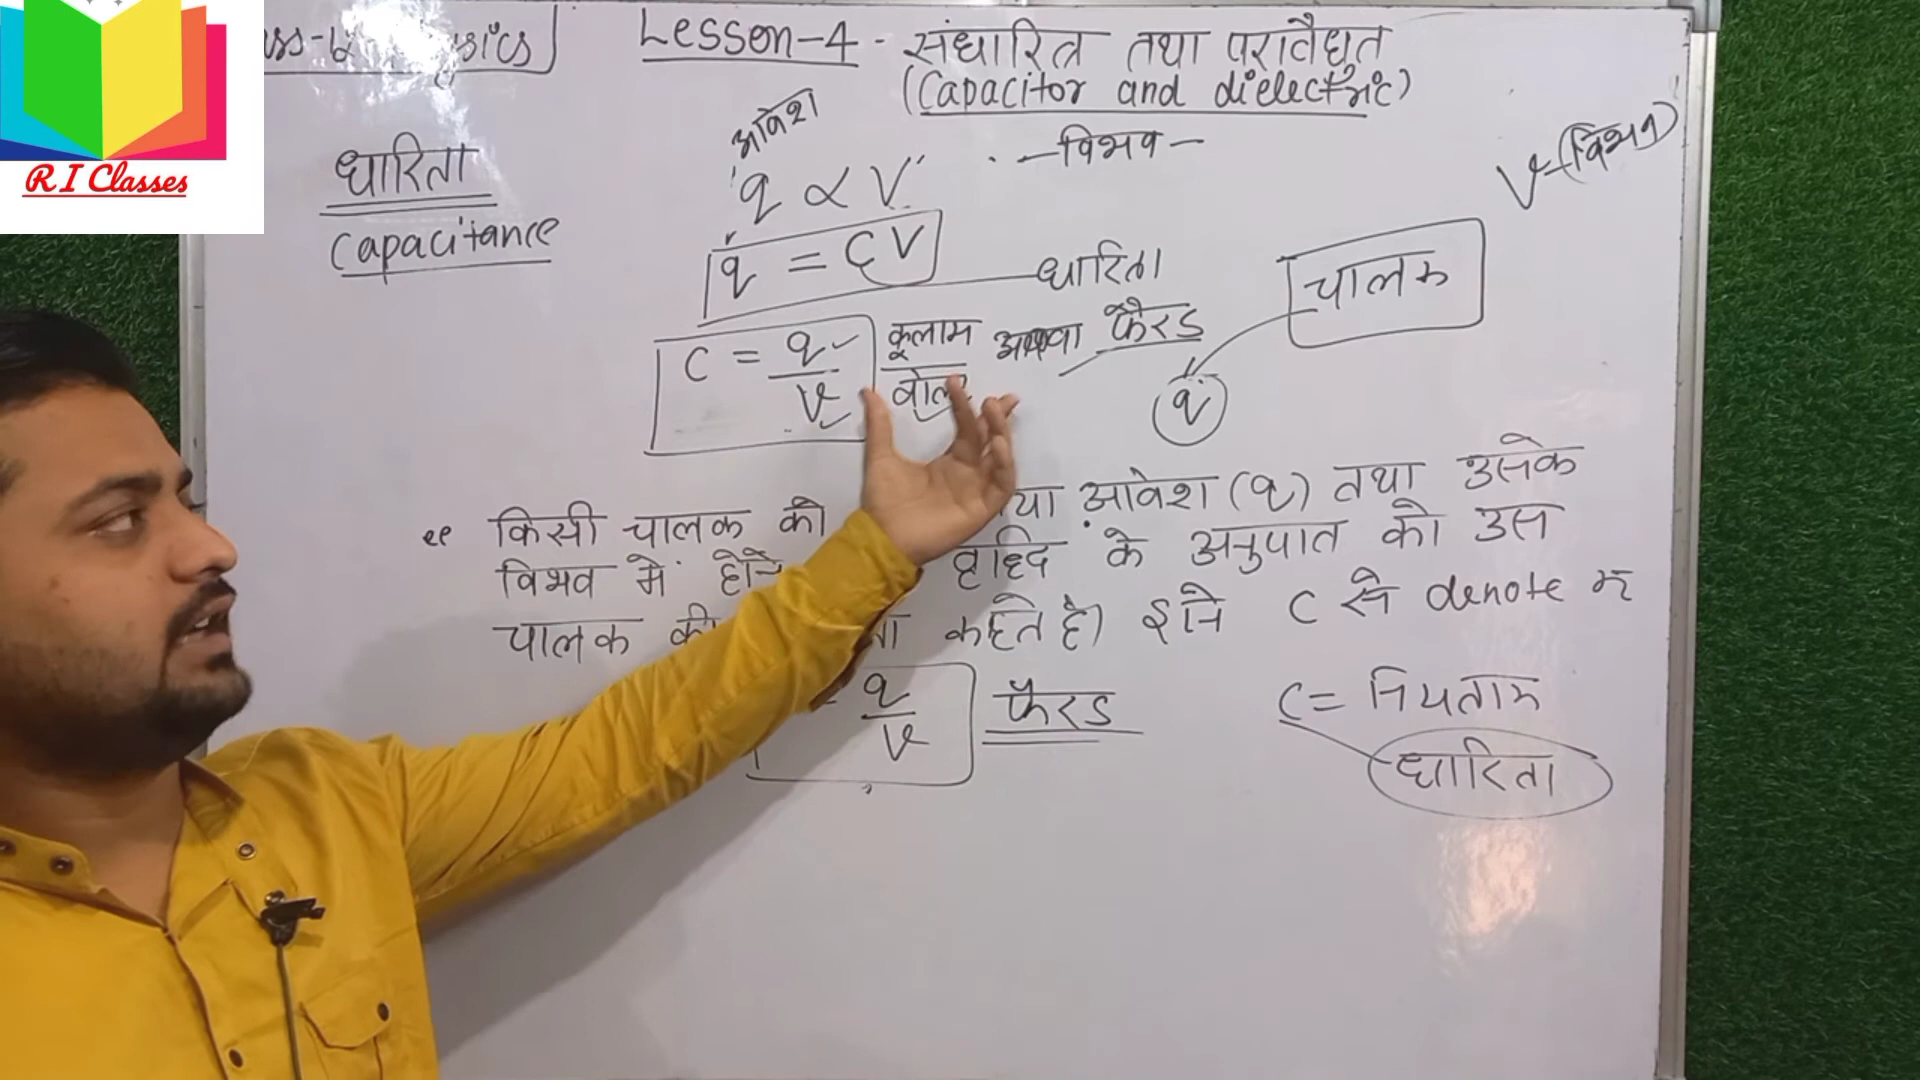 R I Classes
Lesson-4 - संधारित्र तथा परावैद्युत
(Capacitor and dielectric)
धारिता
Capacitance
आवेश
q ∝ V
-विभव-
V-(विभव)
q = CV
धारिता
चालक
C = q/V
कूलाम
अथवा फैरड
q
किसी चालक को
या आवेश (q) तथा उसके
विभव में होने
वृद्धि के अनुपात को उस
चालक की
ता कहते है। इसे C से denote क
q/V
फैरड
C = नियतांक
धारिता